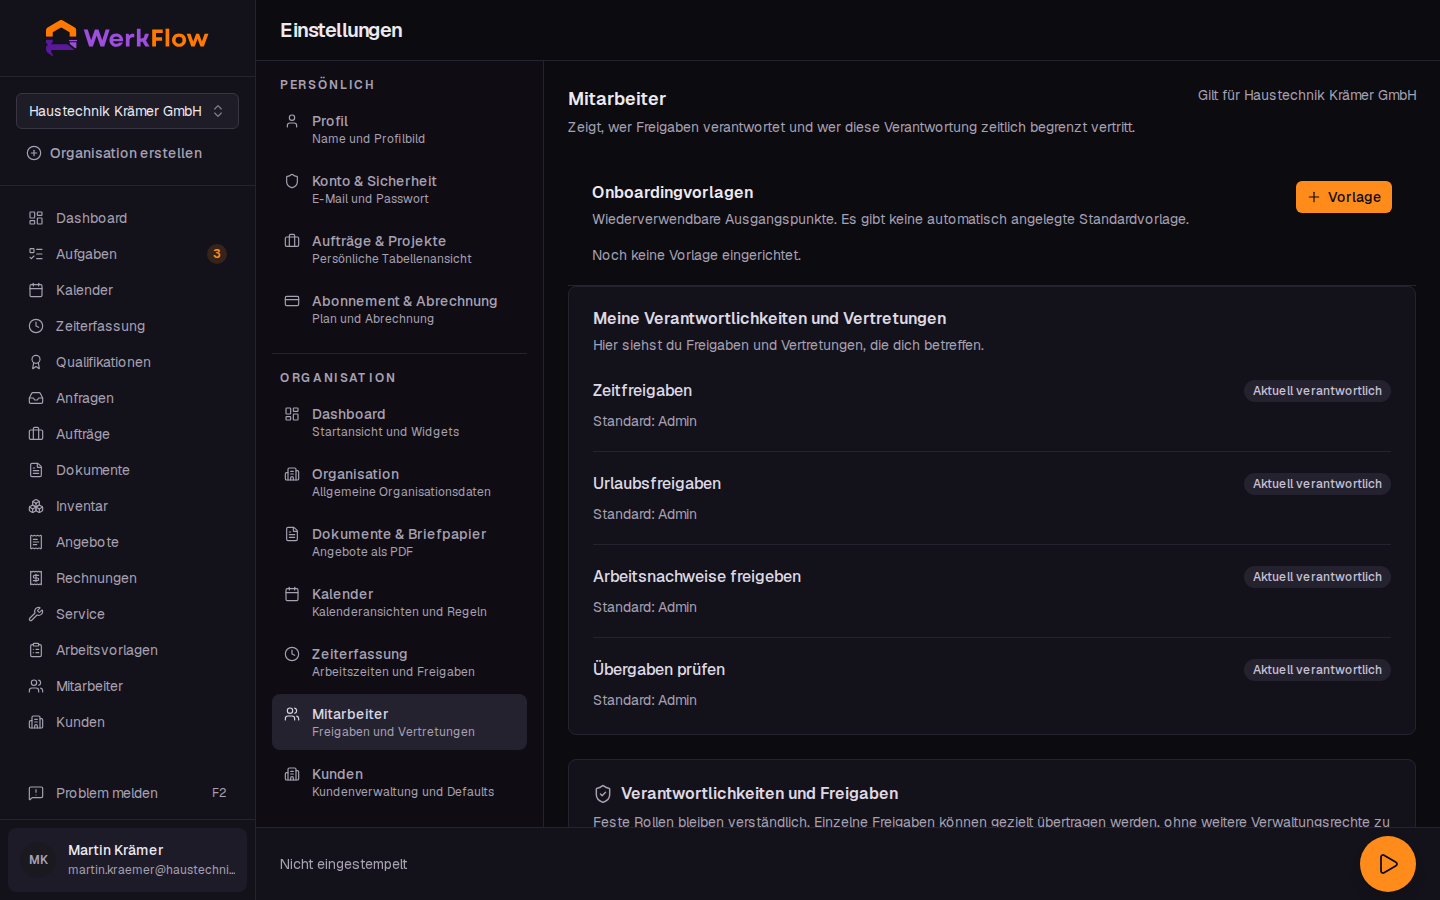 WerkFlow
Haustechnik Krämer GmbH
Organisation erstellen
Dashboard
Aufgaben 3
Kalender
Zeiterfassung
Qualifikationen
Anfragen
Aufträge
Dokumente
Inventar
Angebote
Rechnungen
Service
Arbeitsvorlagen
Mitarbeiter
Kunden
Problem melden F2
MK
Martin Krämer
martin.kraemer@haustechni...
Einstellungen
PERSÖNLICH
Profil
Name und Profilbild
Konto & Sicherheit
E-Mail und Passwort
Aufträge & Projekte
Persönliche Tabellenansicht
Abonnement & Abrechnung
Plan und Abrechnung
ORGANISATION
Dashboard
Startansicht und Widgets
Organisation
Allgemeine Organisationsdaten
Dokumente & Briefpapier
Angebote als PDF
Kalender
Kalenderansichten und Regeln
Zeiterfassung
Arbeitszeiten und Freigaben
Mitarbeiter
Freigaben und Vertretungen
Kunden
Kundenverwaltung und Defaults
Mitarbeiter
Gilt für Haustechnik Krämer GmbH
Zeigt, wer Freigaben verantwortet und wer diese Verantwortung zeitlich begrenzt vertritt.
Onboardingvorlagen
Vorlage
Wiederverwendbare Ausgangspunkte. Es gibt keine automatisch angelegte Standardvorlage.
Noch keine Vorlage eingerichtet.
Meine Verantwortlichkeiten und Vertretungen
Hier siehst du Freigaben und Vertretungen, die dich betreffen.
Zeitfreigaben Aktuell verantwortlich
Standard: Admin
Urlaubsfreigaben Aktuell verantwortlich
Standard: Admin
Arbeitsnachweise freigeben Aktuell verantwortlich
Standard: Admin
Übergaben prüfen Aktuell verantwortlich
Standard: Admin
Verantwortlichkeiten und Freigaben
Feste Rollen bleiben verständlich. Einzelne Freigaben können gezielt übertragen werden, ohne weitere Verwaltungsrechte zu
Nicht eingestempelt